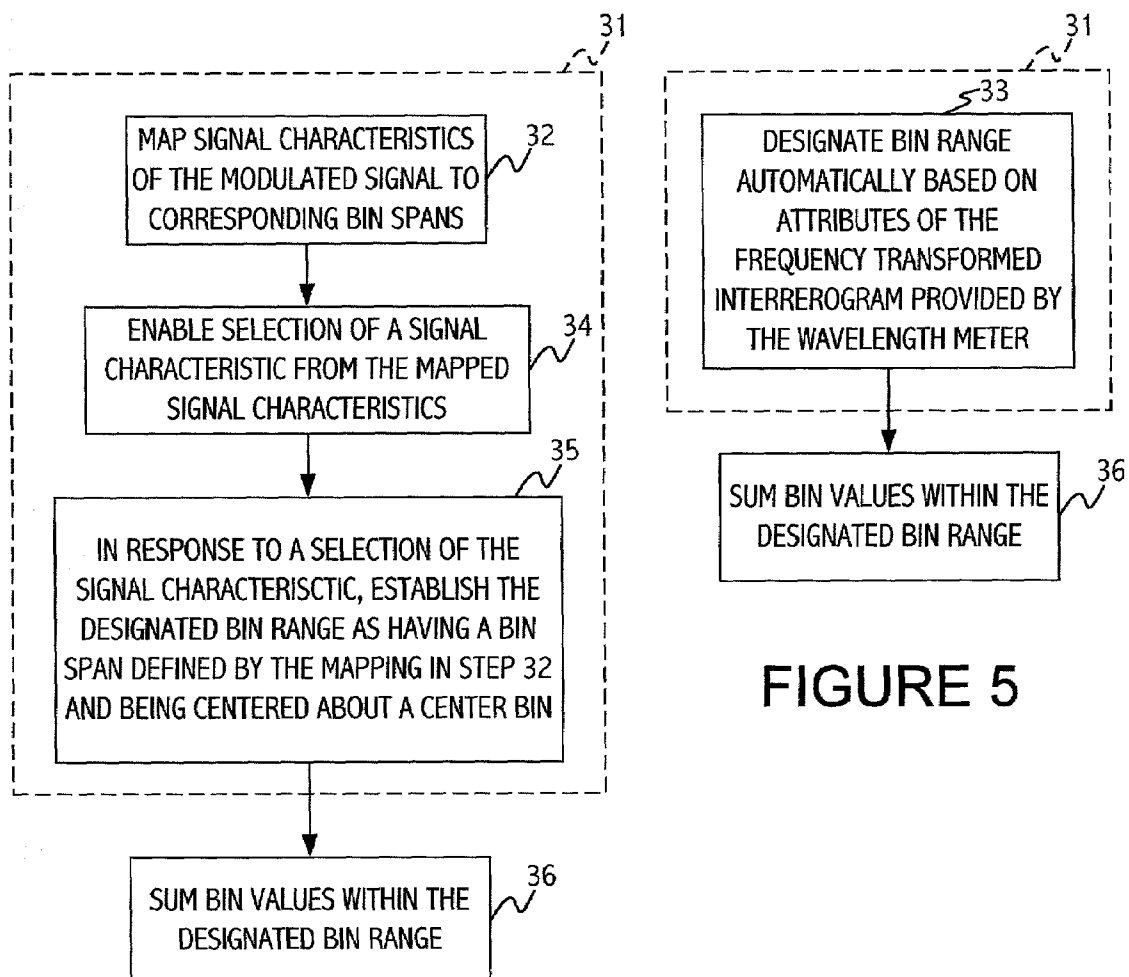 31
MAP SIGNAL CHARACTERISTICS
OF THE MODULATED SIGNAL TO
CORRESPONDING BIN SPANS
32
ENABLE SELECTION OF A SIGNAL
CHARACTERISTIC FROM THE MAPPED
SIGNAL CHARACTERISTICS
34
35
IN RESPONSE TO A SELECTION OF THE
SIGNAL CHARACTERISCTIC, ESTABLISH THE
DESIGNATED BIN RANGE AS HAVING A BIN
SPAN DEFINED BY THE MAPPING IN STEP 32
AND BEING CENTERED ABOUT A CENTER BIN
SUM BIN VALUES WITHIN THE
DESIGNATED BIN RANGE
36
31
33
DESIGNATE BIN RANGE
AUTOMATICALLY BASED ON
ATTRIBUTES OF THE
FREQUENCY TRANSFORMED
INTERREROGRAM PROVIDED BY
THE WAVELENGTH METER
SUM BIN VALUES WITHIN THE
DESIGNATED BIN RANGE
36
FIGURE 5